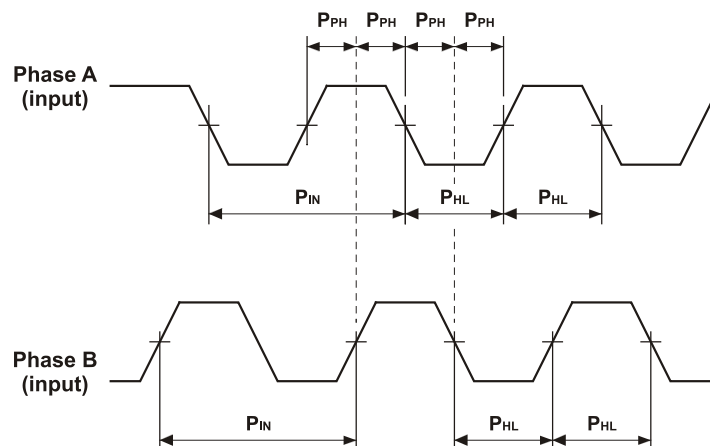 PPH PPH PPH PPH
Phase A
(input)
PIN PHL PHL
Phase B
(input)
PIN PHL PHL